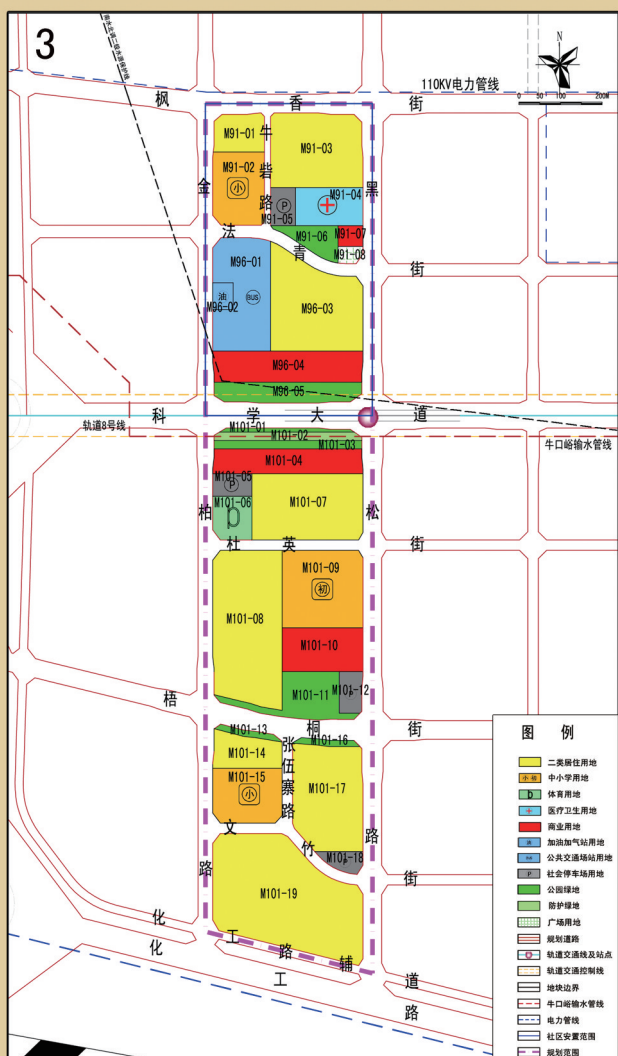 3
110KV电力管线
枫香街
N
0 50 100 200M
牛砦路
M91-01
M91-03
M91-02
小
金
黑
M91-04
P
M91-05
M91-06
M91-07
M91-08
法青街
M96-01
油
BUS
M96-02
M96-03
M96-04
M96-05
科学大道
轨道8号线
牛口峪输水管线
M101-01
M101-02
M101-03
M101-04
M101-05
P
M101-06
M101-07
柏
松
杜英街
M101-09
初
M101-08
M101-10
M101-11
M101-12
P
梧桐街
M101-13
M101-16
张伍寨路
M101-14
M101-15
小
M101-17
文竹街
M101-18
P
路
路
M101-19
化工路辅道
化工路
图 例
二类居住用地
小 初 中小学用地
体育用地
医疗卫生用地
商业用地
油 加油加气站用地
公共交通场站用地
P 社会停车场用地
公园绿地
防护绿地
广场用地
规划道路
轨道交通线及站点
轨道交通控制线
地块边界
牛口峪输水管线
电力管线
社区安置范围
规划范围